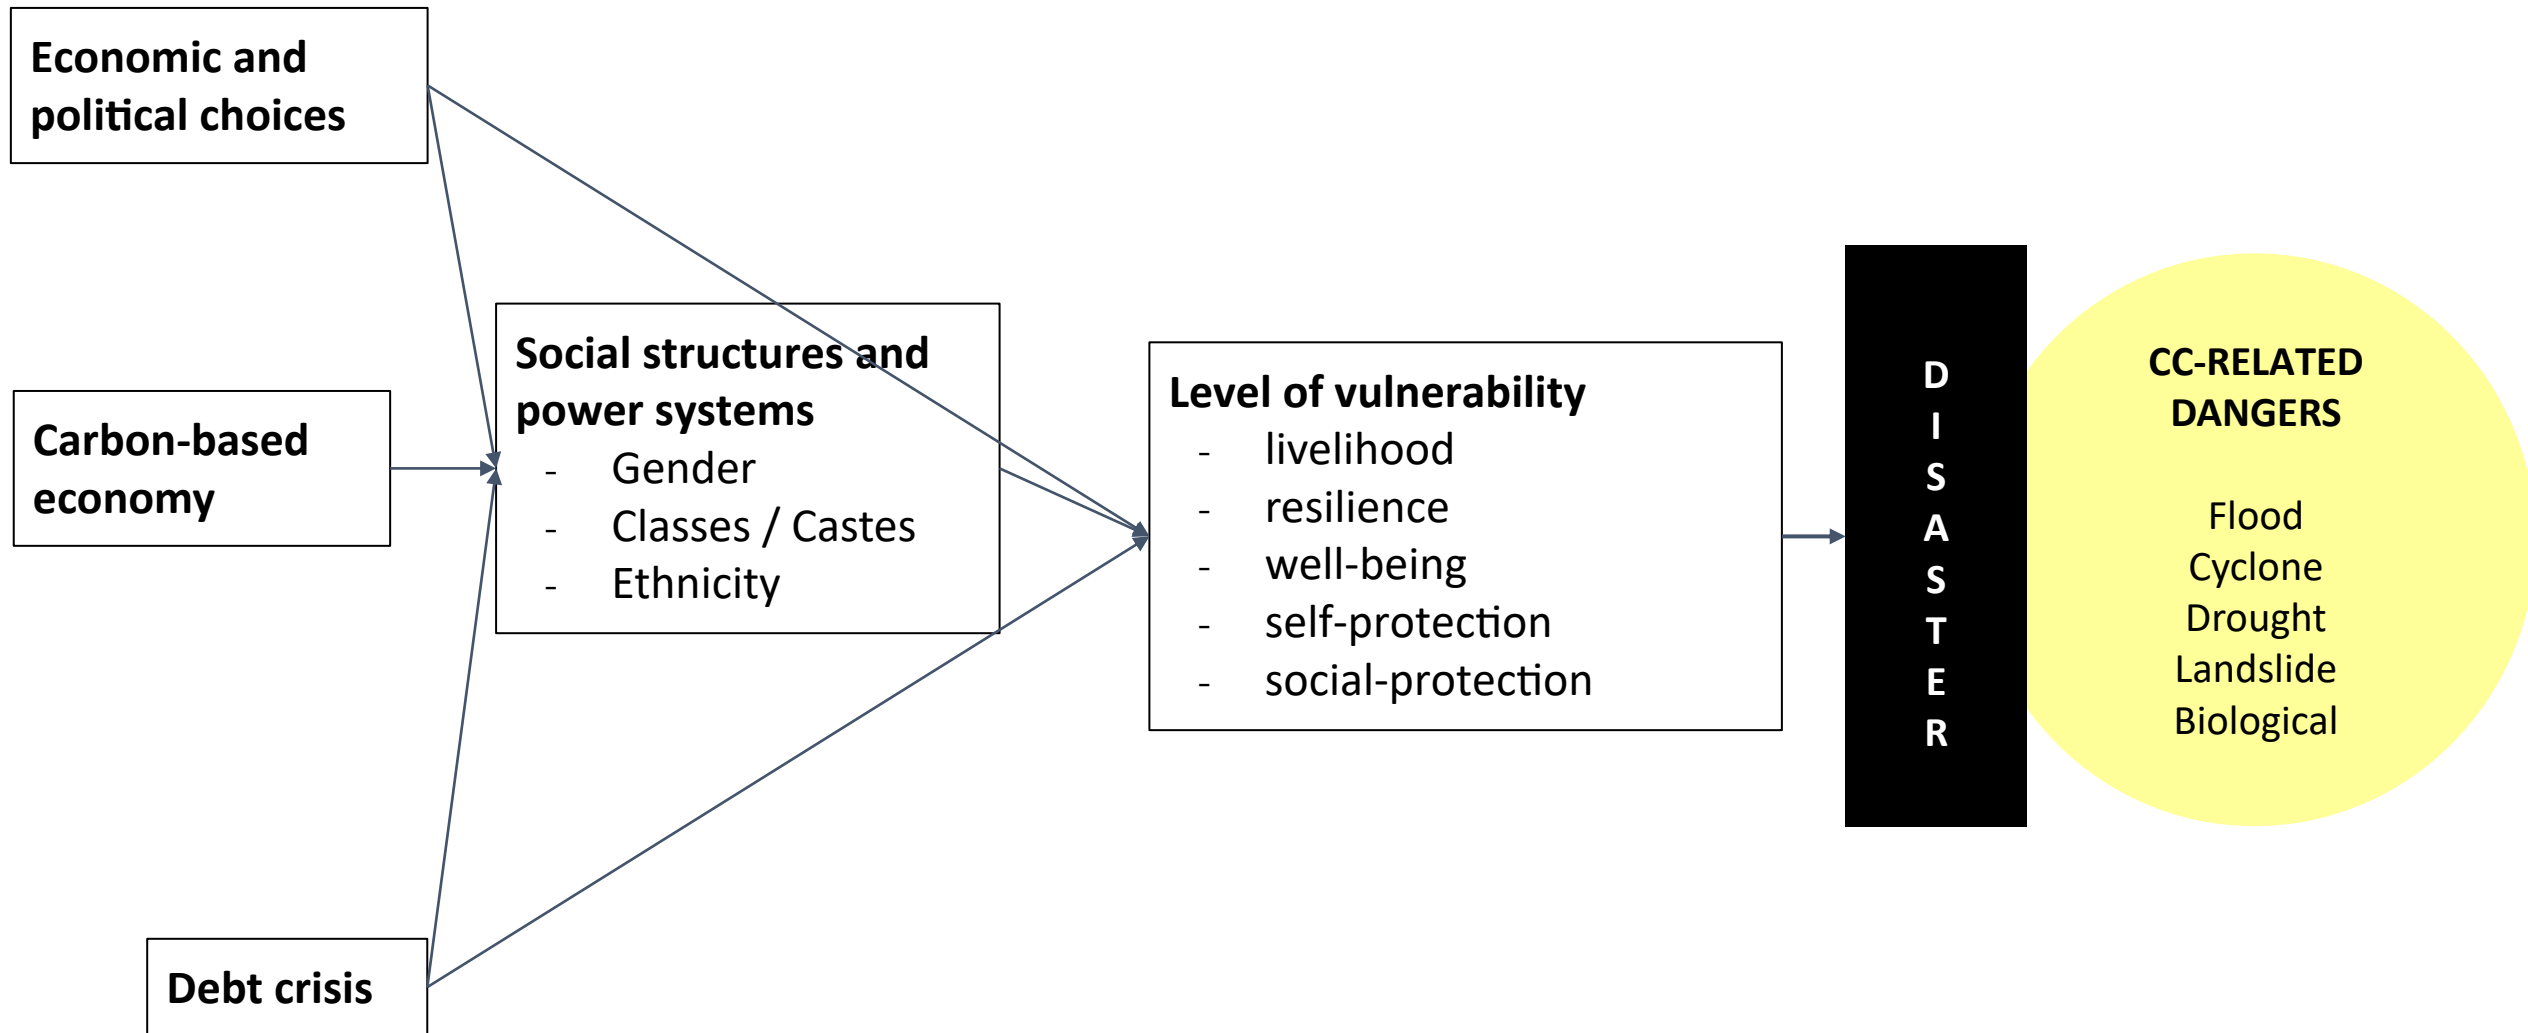 Economic and
political choices
Carbon-based
economy
Debt crisis
Social structures and
power systems
- Gender
- Classes / Castes
- Ethnicity
Level of vulnerability
- livelihood
- resilience
- well-being
- self-protection
- social-protection
D
I
S
A
S
T
E
R
CC-RELATED
DANGERS
Flood
Cyclone
Drought
Landslide
Biological